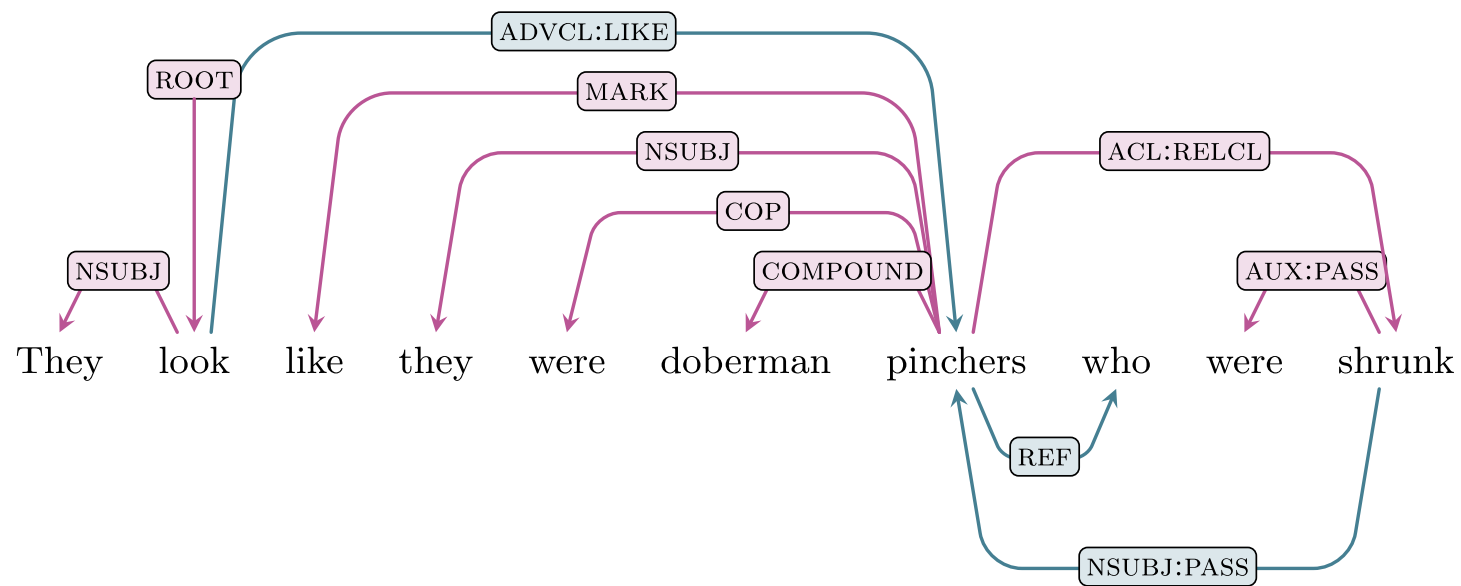 ADVCL:LIKE
ROOT
MARK
NSUBJ
ACL:RELCL
COP
NSUBJ
COMPOUND
AUX:PASS
They look like they were doberman pinchers who were shrunk
REF
NSUBJ:PASS